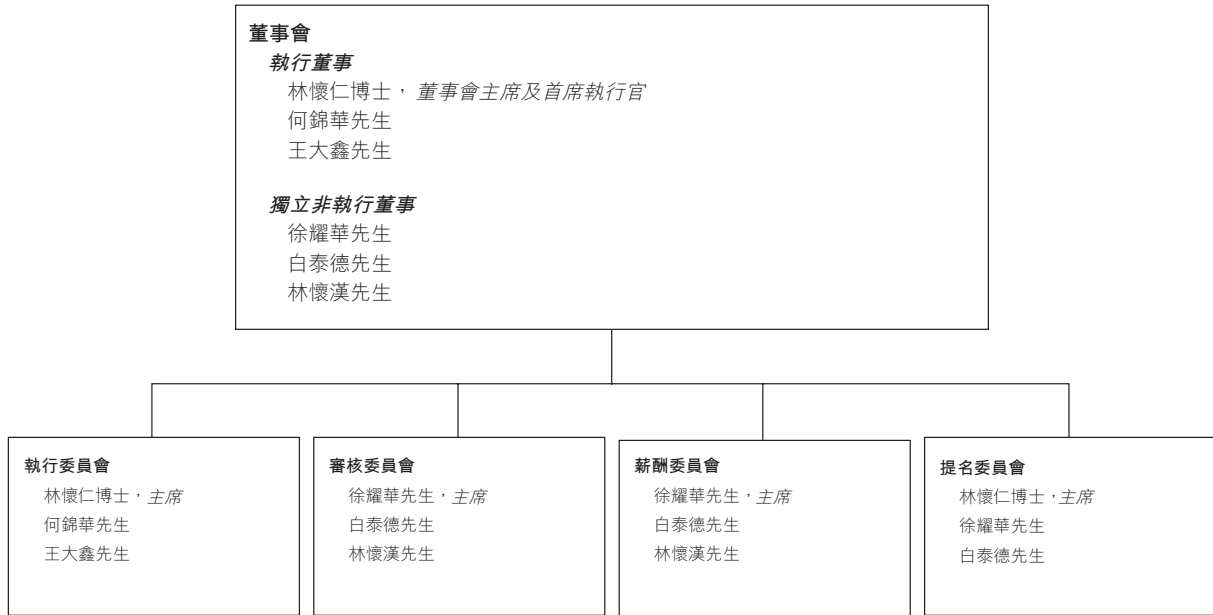 董事會
執行董事
林懷仁博士，董事會主席及首席執行官
何錦華先生
王大鑫先生
獨立非執行董事
徐耀華先生
白泰德先生
林懷漢先生
執行委員會
林懷仁博士，主席
何錦華先生
王大鑫先生
審核委員會
徐耀華先生，主席
白泰德先生
林懷漢先生
薪酬委員會
徐耀華先生，主席
白泰德先生
林懷漢先生
提名委員會
林懷仁博士，主席
徐耀華先生
白泰德先生